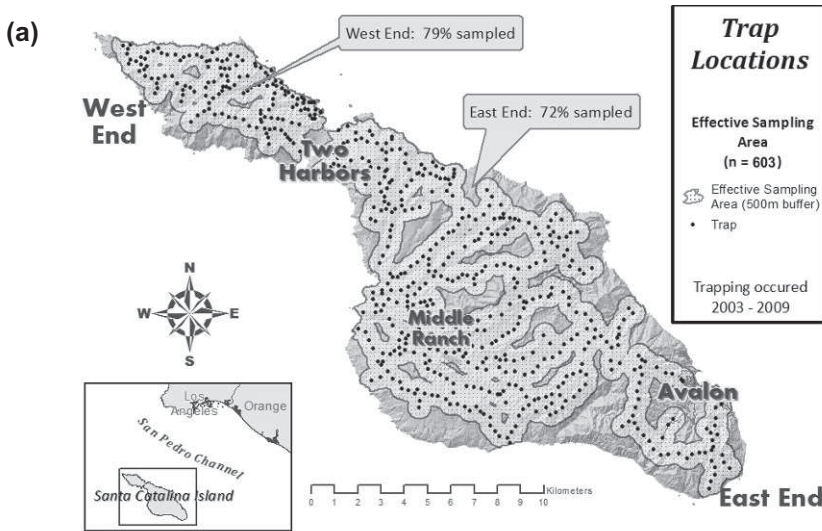 (a)
West End: 79% sampled
East End: 72% sampled
West
End
Two
Harbors
Middle
Ranch
Avalon
East End
Trap
Locations
Effective Sampling
Area
(n = 603)
Effective Sampling
Area (500m buffer)
Trap
Trapping occured
2003 - 2009
N
W
E
S
Los
Angeles
Orange
San Pedro Channel
Santa Catalina Island
Kilometers
0 1 2 3 4 5 6 7 8 9 10